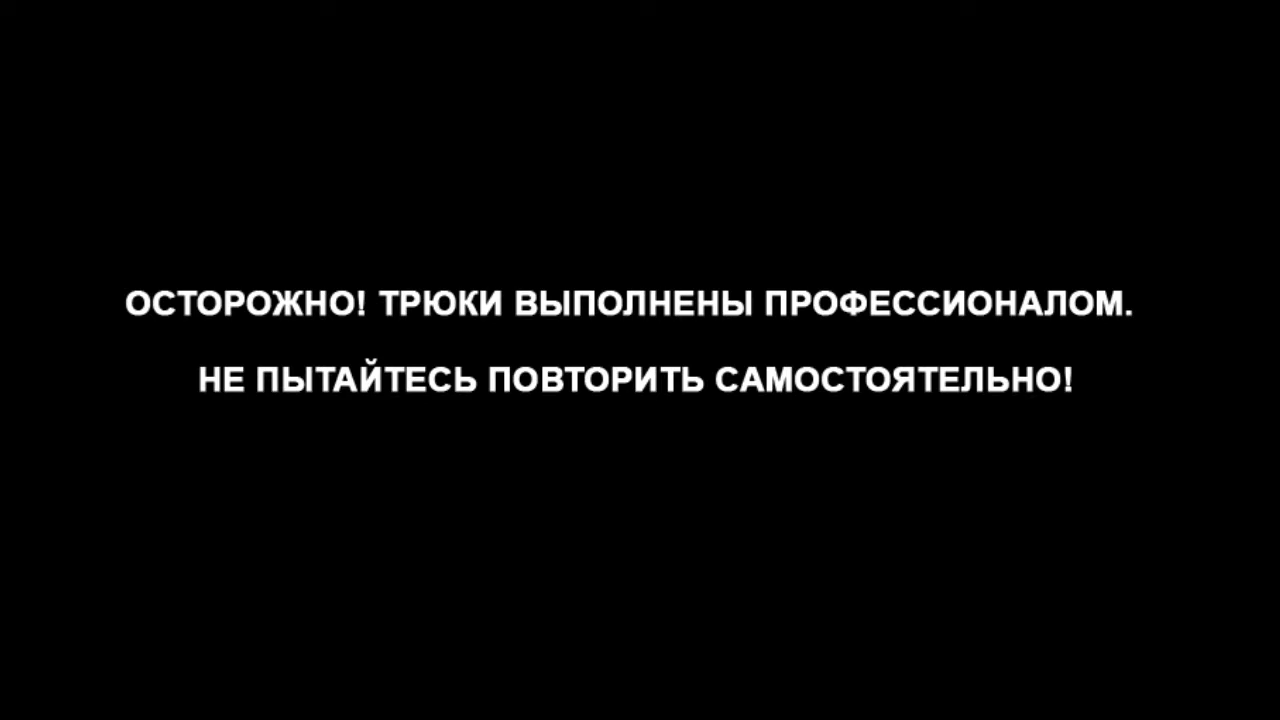 ОСТОРОЖНО! ТРЮКИ ВЫПОЛНЕНЫ ПРОФЕССИОНАЛОМ.
НЕ ПЫТАЙТЕСЬ ПОВТОРИТЬ САМОСТОЯТЕЛЬНО!